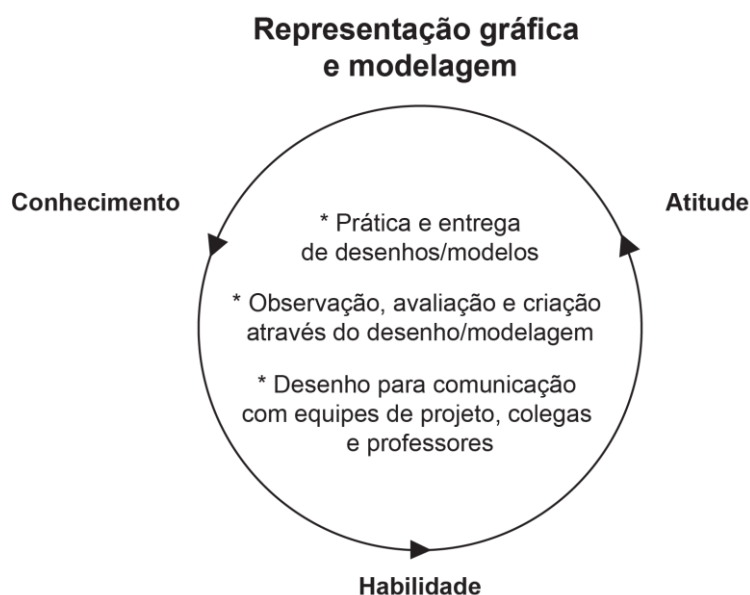 Representação gráfica
e modelagem
Conhecimento
Atitude
* Prática e entrega
de desenhos/modelos
* Observação, avaliação e criação
através do desenho/modelagem
* Desenho para comunicação
com equipes de projeto, colegas
e professores
Habilidade